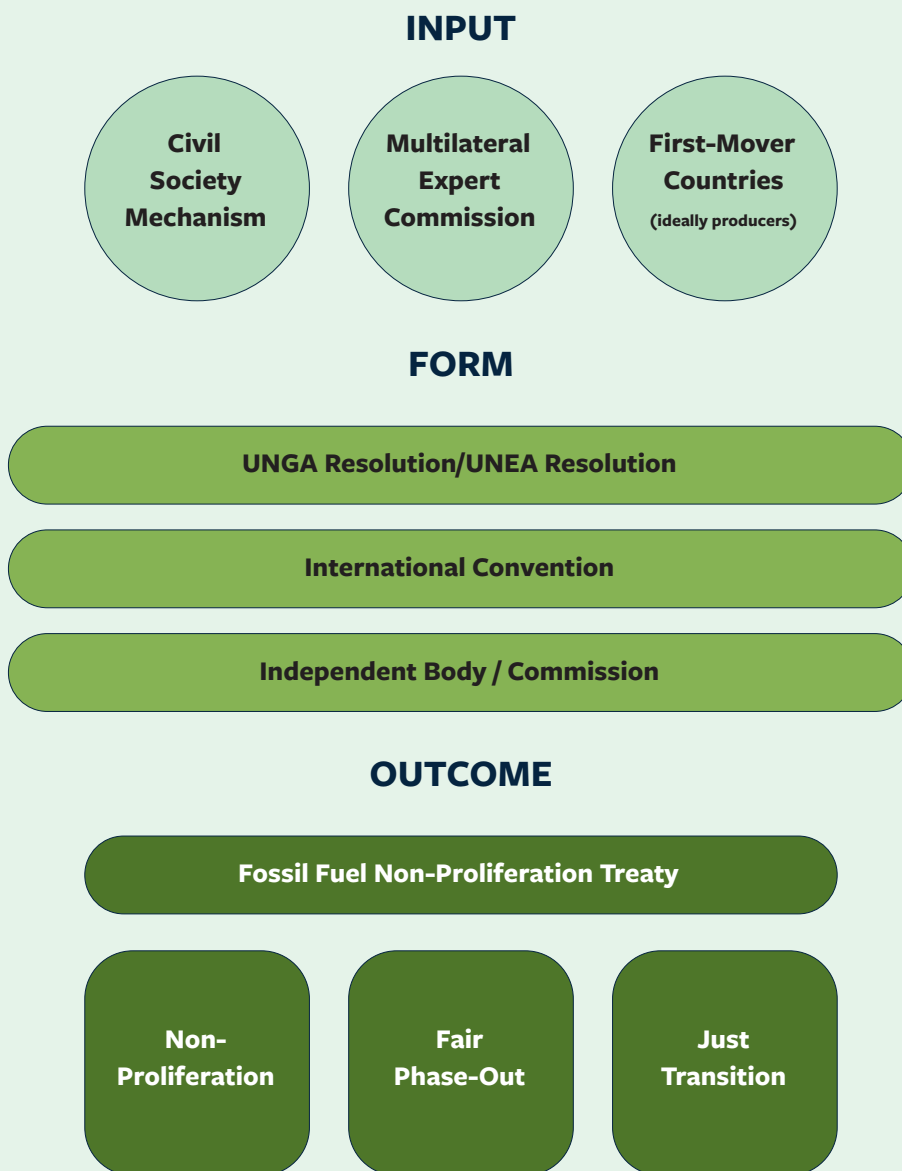 INPUT
Civil
Society
Mechanism
Multilateral
Expert
Commission
First-Mover
Countries
(ideally producers)
FORM
UNGA Resolution/UNEA Resolution
International Convention
Independent Body / Commission
OUTCOME
Fossil Fuel Non-Proliferation Treaty
Non-
Proliferation
Fair
Phase-Out
Just
Transition